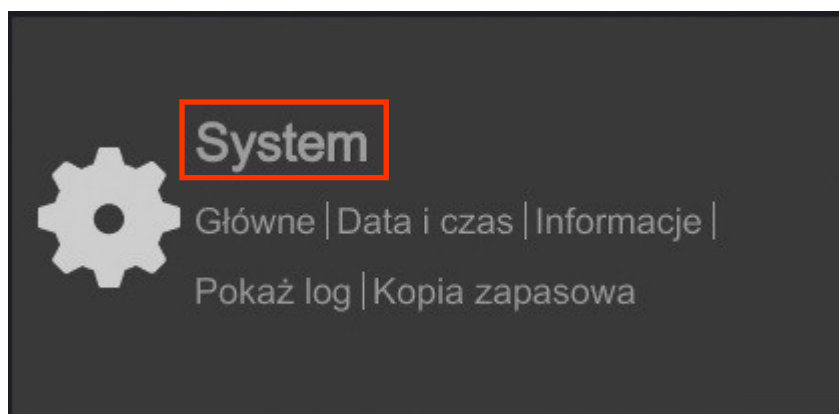 System
Główne | Data i czas | Informacje |
Pokaż log | Kopia zapasowa